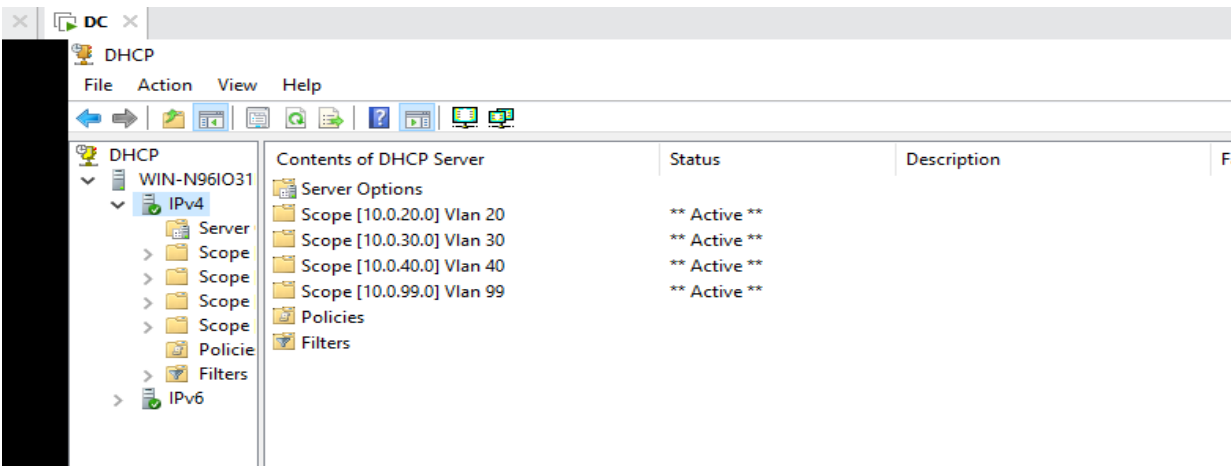 DC
DHCP
File Action View Help
DHCP
WIN-N96IO31
IPv4
Server
Scope
Scope
Scope
Scope
Policie
Filters
IPv6
Contents of DHCP Server Status Description F
Server Options
Scope [10.0.20.0] Vlan 20 ** Active **
Scope [10.0.30.0] Vlan 30 ** Active **
Scope [10.0.40.0] Vlan 40 ** Active **
Scope [10.0.99.0] Vlan 99 ** Active **
Policies
Filters